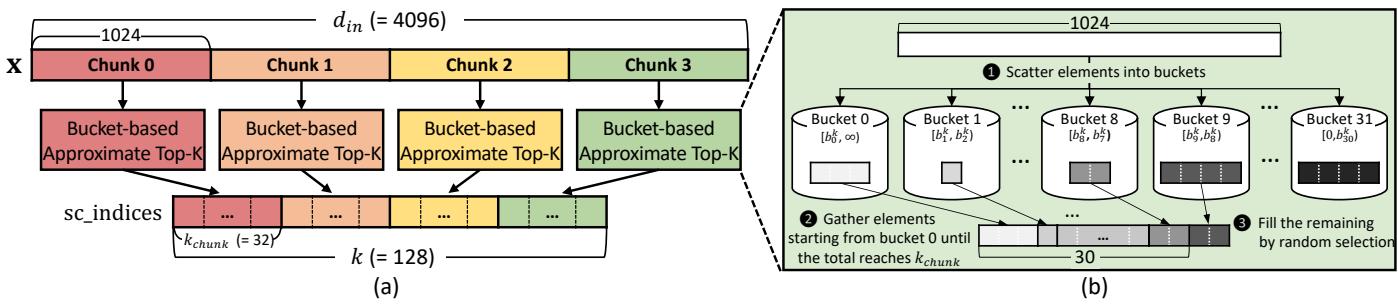 d_in (= 4096)
1024
X
Chunk 0
Chunk 1
Chunk 2
Chunk 3
Bucket-based
Approximate Top-K
Bucket-based
Approximate Top-K
Bucket-based
Approximate Top-K
Bucket-based
Approximate Top-K
sc_indices
...
...
...
...
k_chunk (= 32)
k (= 128)
(a)
1024
❶ Scatter elements into buckets
Bucket 0
[b_0^k, ∞)
Bucket 1
[b_1^k, b_2^k)
...
Bucket 8
[b_8^k, b_7^k)
Bucket 9
[b_9^k,b_8^k)
...
Bucket 31
[0,b_30^k)
...
...
❷ Gather elements
starting from bucket 0 until
the total reaches k_chunk
...
...
30
❸ Fill the remaining
by random selection
(b)